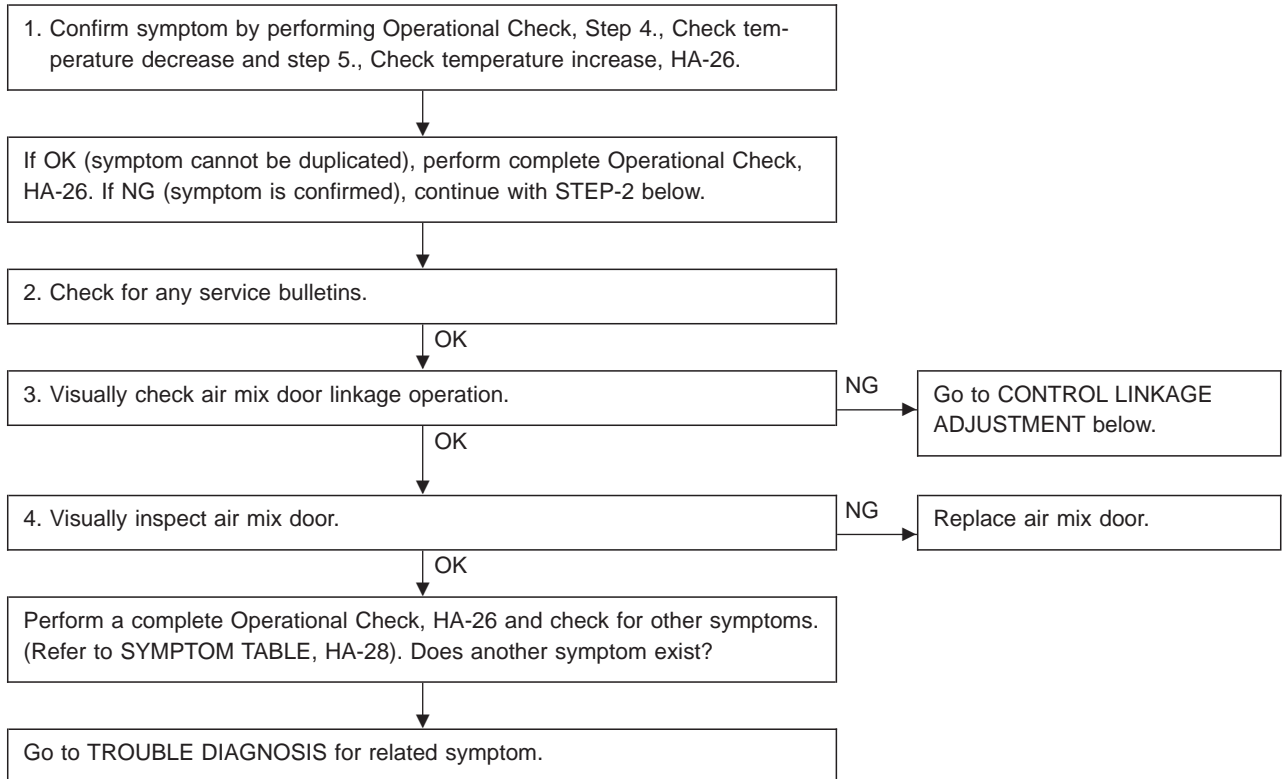 1. Confirm symptom by performing Operational Check, Step 4., Check tem-
perature decrease and step 5., Check temperature increase, HA-26.
If OK (symptom cannot be duplicated), perform complete Operational Check,
HA-26. If NG (symptom is confirmed), continue with STEP-2 below.
2. Check for any service bulletins.
OK
3. Visually check air mix door linkage operation.
NG
Go to CONTROL LINKAGE
ADJUSTMENT below.
OK
4. Visually inspect air mix door.
NG
Replace air mix door.
OK
Perform a complete Operational Check, HA-26 and check for other symptoms.
(Refer to SYMPTOM TABLE, HA-28). Does another symptom exist?
Go to TROUBLE DIAGNOSIS for related symptom.